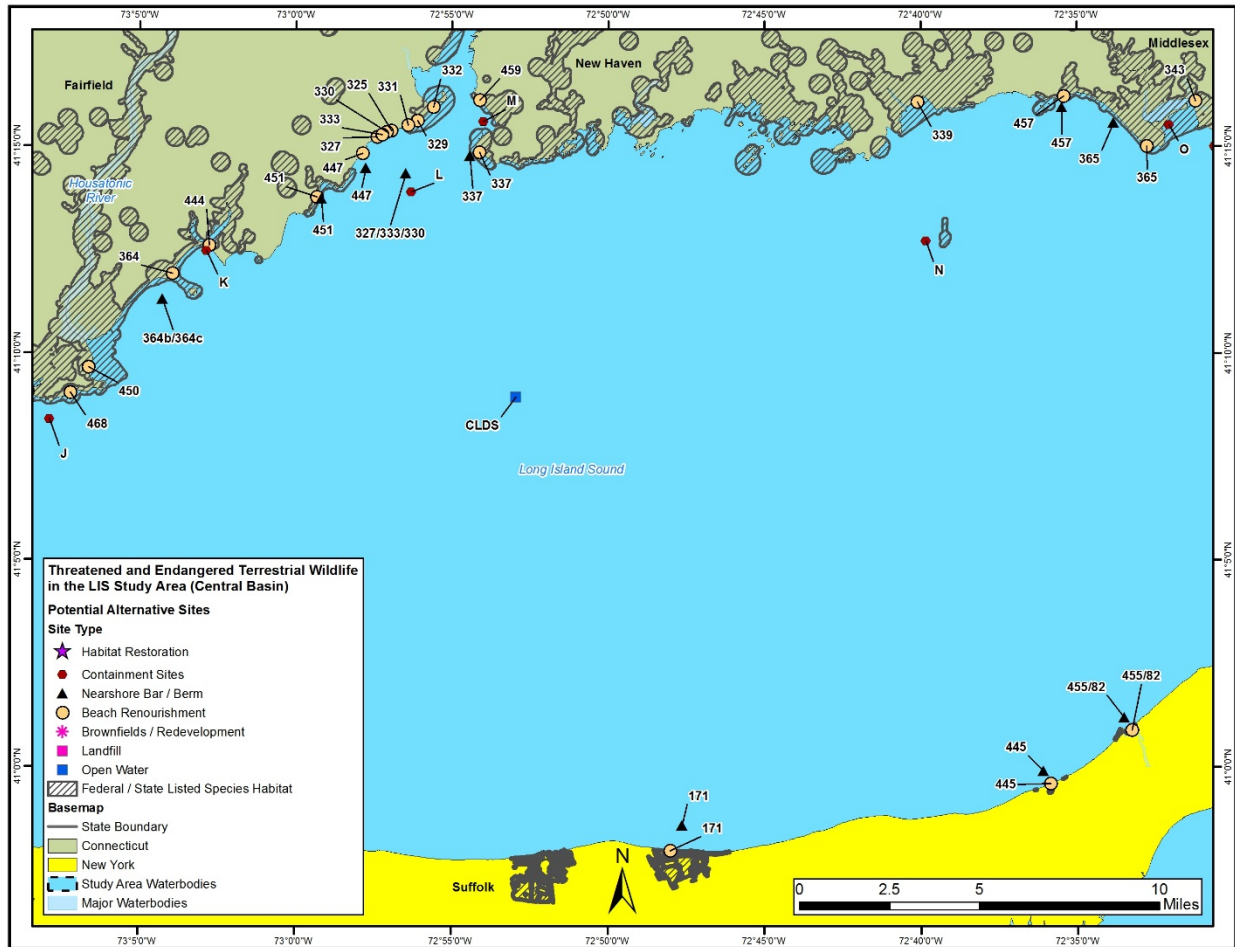 73°5'0"W
73°0'0"W
72°55'0"W
72°50'0"W
72°45'0"W
72°40'0"W
72°35'0"W
Middlesex
332
459
New Haven
343
325
331
Fairfield
330
M
333
339
457
457
329
365
O
41°15'0"N
41°15'0"N
327
447
337
365
451
447
L
337
Housatonic
River
444
451
327/333/330
N
364
K
364b/364c
41°10'0"N
41°10'0"N
450
468
CLDS
J
Long Island Sound
41°5'0"N
41°5'0"N
Threatened and Endangered Terrestrial Wildlife
in the LIS Study Area (Central Basin)
Potential Alternative Sites
Site Type
Habitat Restoration
Containment Sites
Nearshore Bar / Berm
Beach Renourishment
Brownfields / Redevelopment
Landfill
Open Water
Federal / State Listed Species Habitat
Basemap
State Boundary
Connecticut
New York
Study Area Waterbodies
Major Waterbodies
455/82
455/82
445
445
41°0'0"N
41°0'0"N
171
171
N
Suffolk
0 2.5 5 10
Miles
73°5'0"W
73°0'0"W
72°55'0"W
72°50'0"W
72°45'0"W
72°40'0"W
72°35'0"W